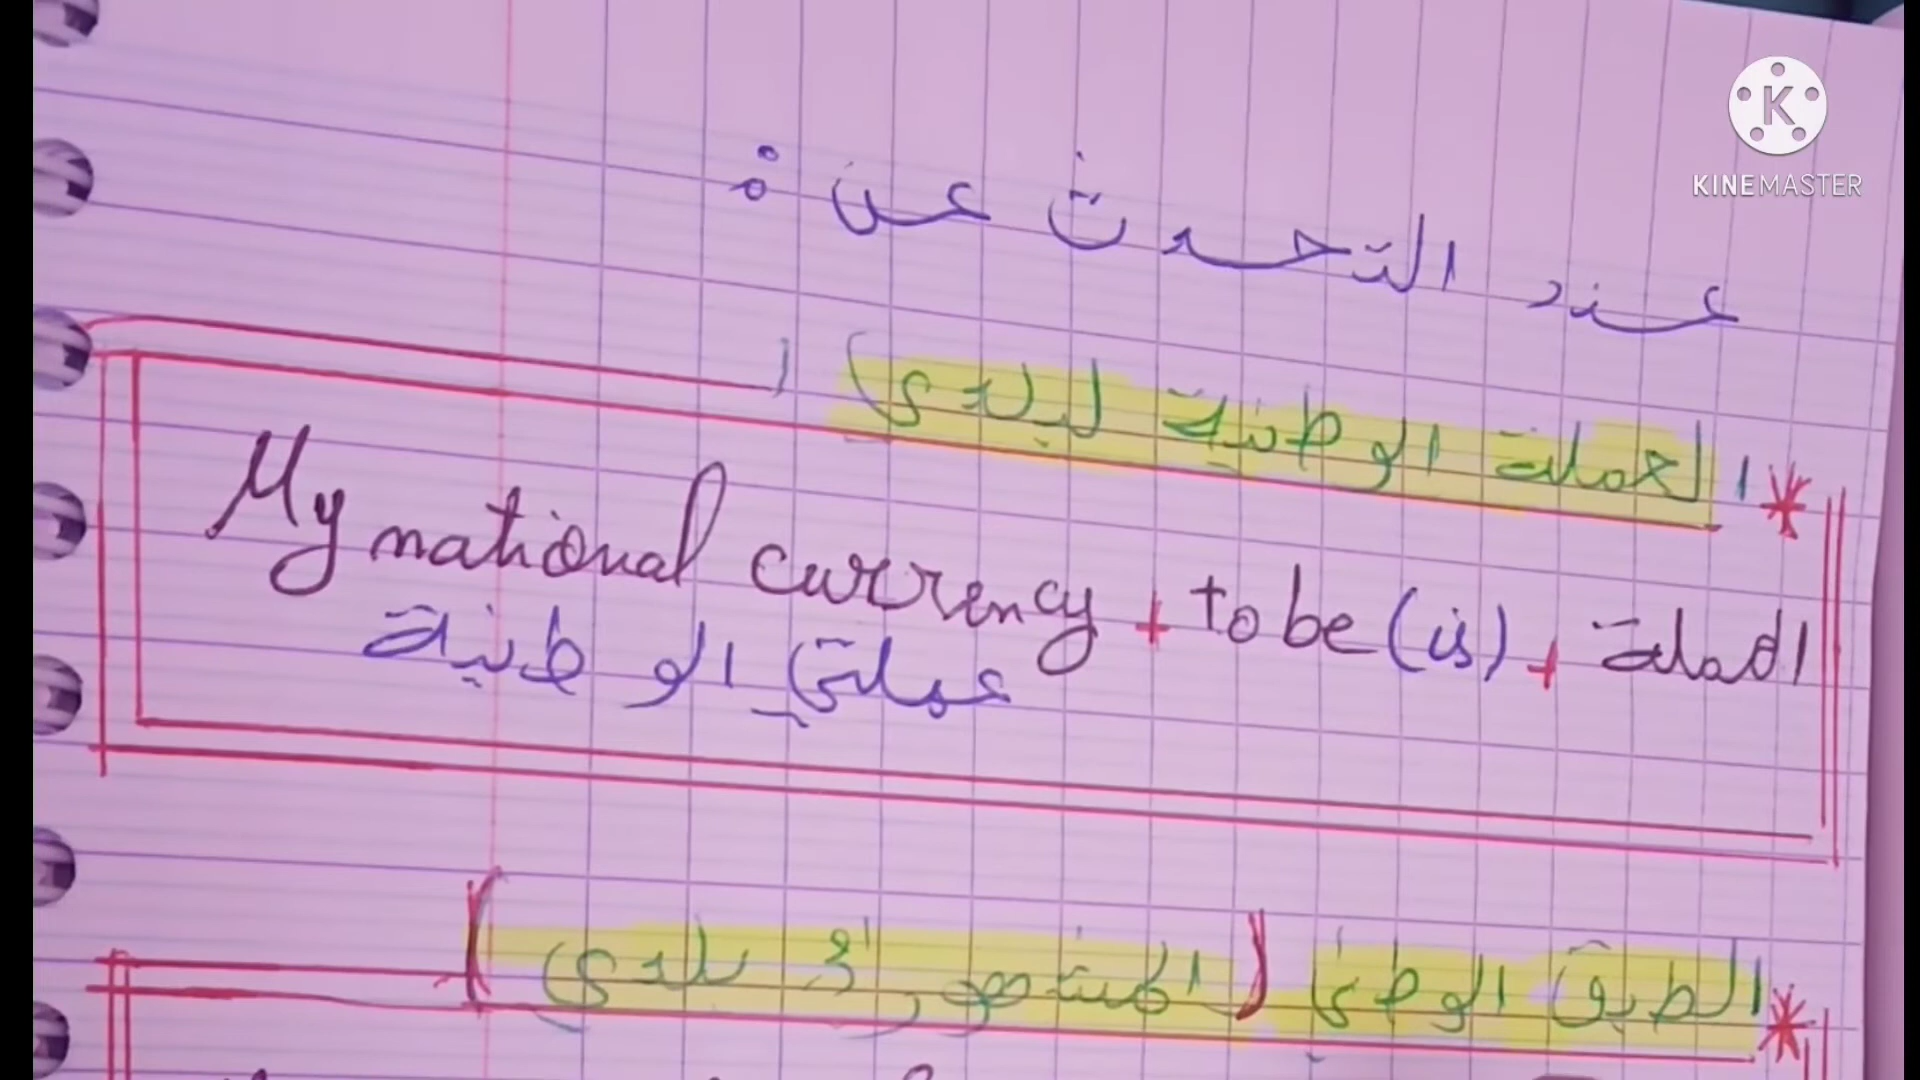 KINEMASTER
عند التحدث عن :
* العملة الوطنية لبلدي
My national currency + to be (is) + العملة
عملتي الوطنية
* الطبق الوطني (المشهور في بلدي)